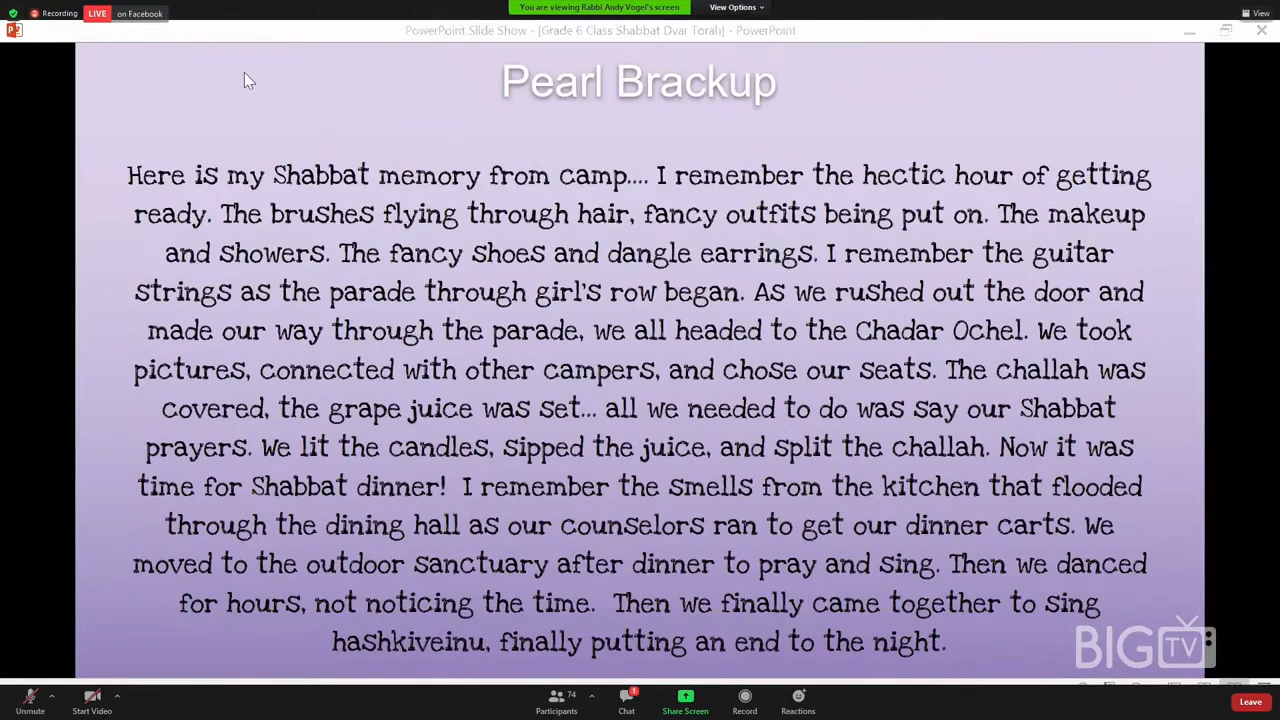 Recording
LIVE
on Facebook
You are viewing Rabbi Andy Vogel's screen
View Options
View
PowerPoint Slide Show - [Grade 6 Class Shabbat Dvar Torah] - PowerPoint
Pearl Brackup
Here is my Shabbat memory from camp.... I remember the hectic hour of getting
ready. The brushes flying through hair, fancy outfits being put on. The makeup
and showers. The fancy shoes and dangle earrings. I remember the guitar
strings as the parade through girl's row began. As we rushed out the door and
made our way through the parade, we all headed to the Chadar Ochel. We took
pictures, connected with other campers, and chose our seats. The challah was
covered, the grape juice was set... all we needed to do was say our Shabbat
prayers. We lit the candles, sipped the juice, and split the challah. Now it was
time for Shabbat dinner! I remember the smells from the kitchen that flooded
through the dining hall as our counselors ran to get our dinner carts. We
moved to the outdoor sanctuary after dinner to pray and sing. Then we danced
for hours, not noticing the time. Then we finally came together to sing
hashkiveinu, finally putting an end to the night.
BIG TV
Unmute
Start Video
74
Participants
1
Chat
Share Screen
Record
Reactions
Leave